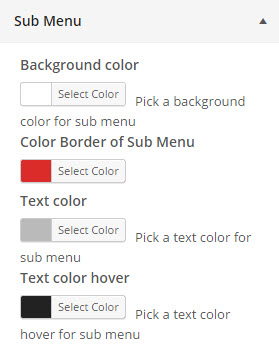 Sub Menu
Background color
Select Color Pick a background
color for sub menu
Color Border of Sub Menu
Select Color
Text color
Select Color Pick a text color for
sub menu
Text color hover
Select Color Pick a text color
hover for sub menu